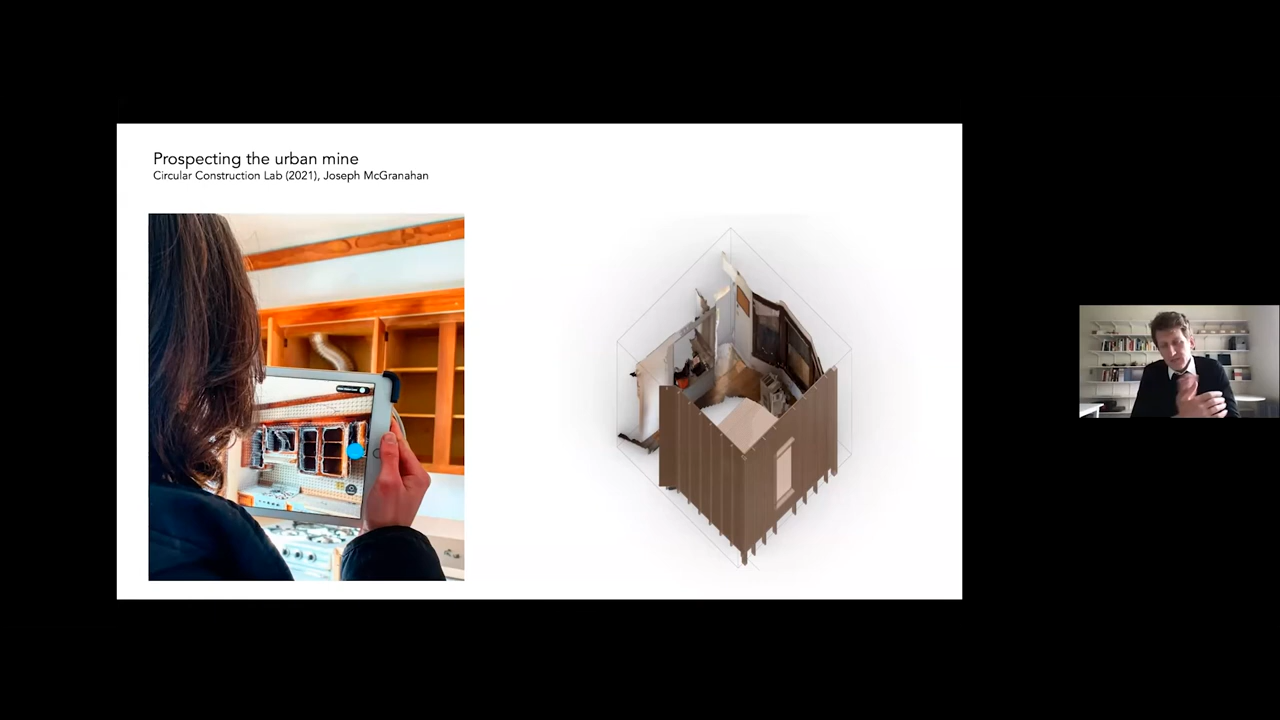 Prospecting the urban mine
Circular Construction Lab (2021), Joseph McGranahan